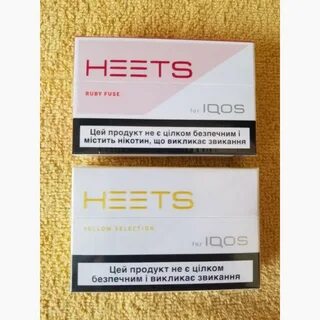 HEETS
RUBY FUSE
for IQOS
Цей продукт не є цілком безпечним і
містить нікотин, що викликає звикання
HEETS
YELLOW SELECTION
for IQOS
Цей продукт не є цілком
безпечним і викликає звикання